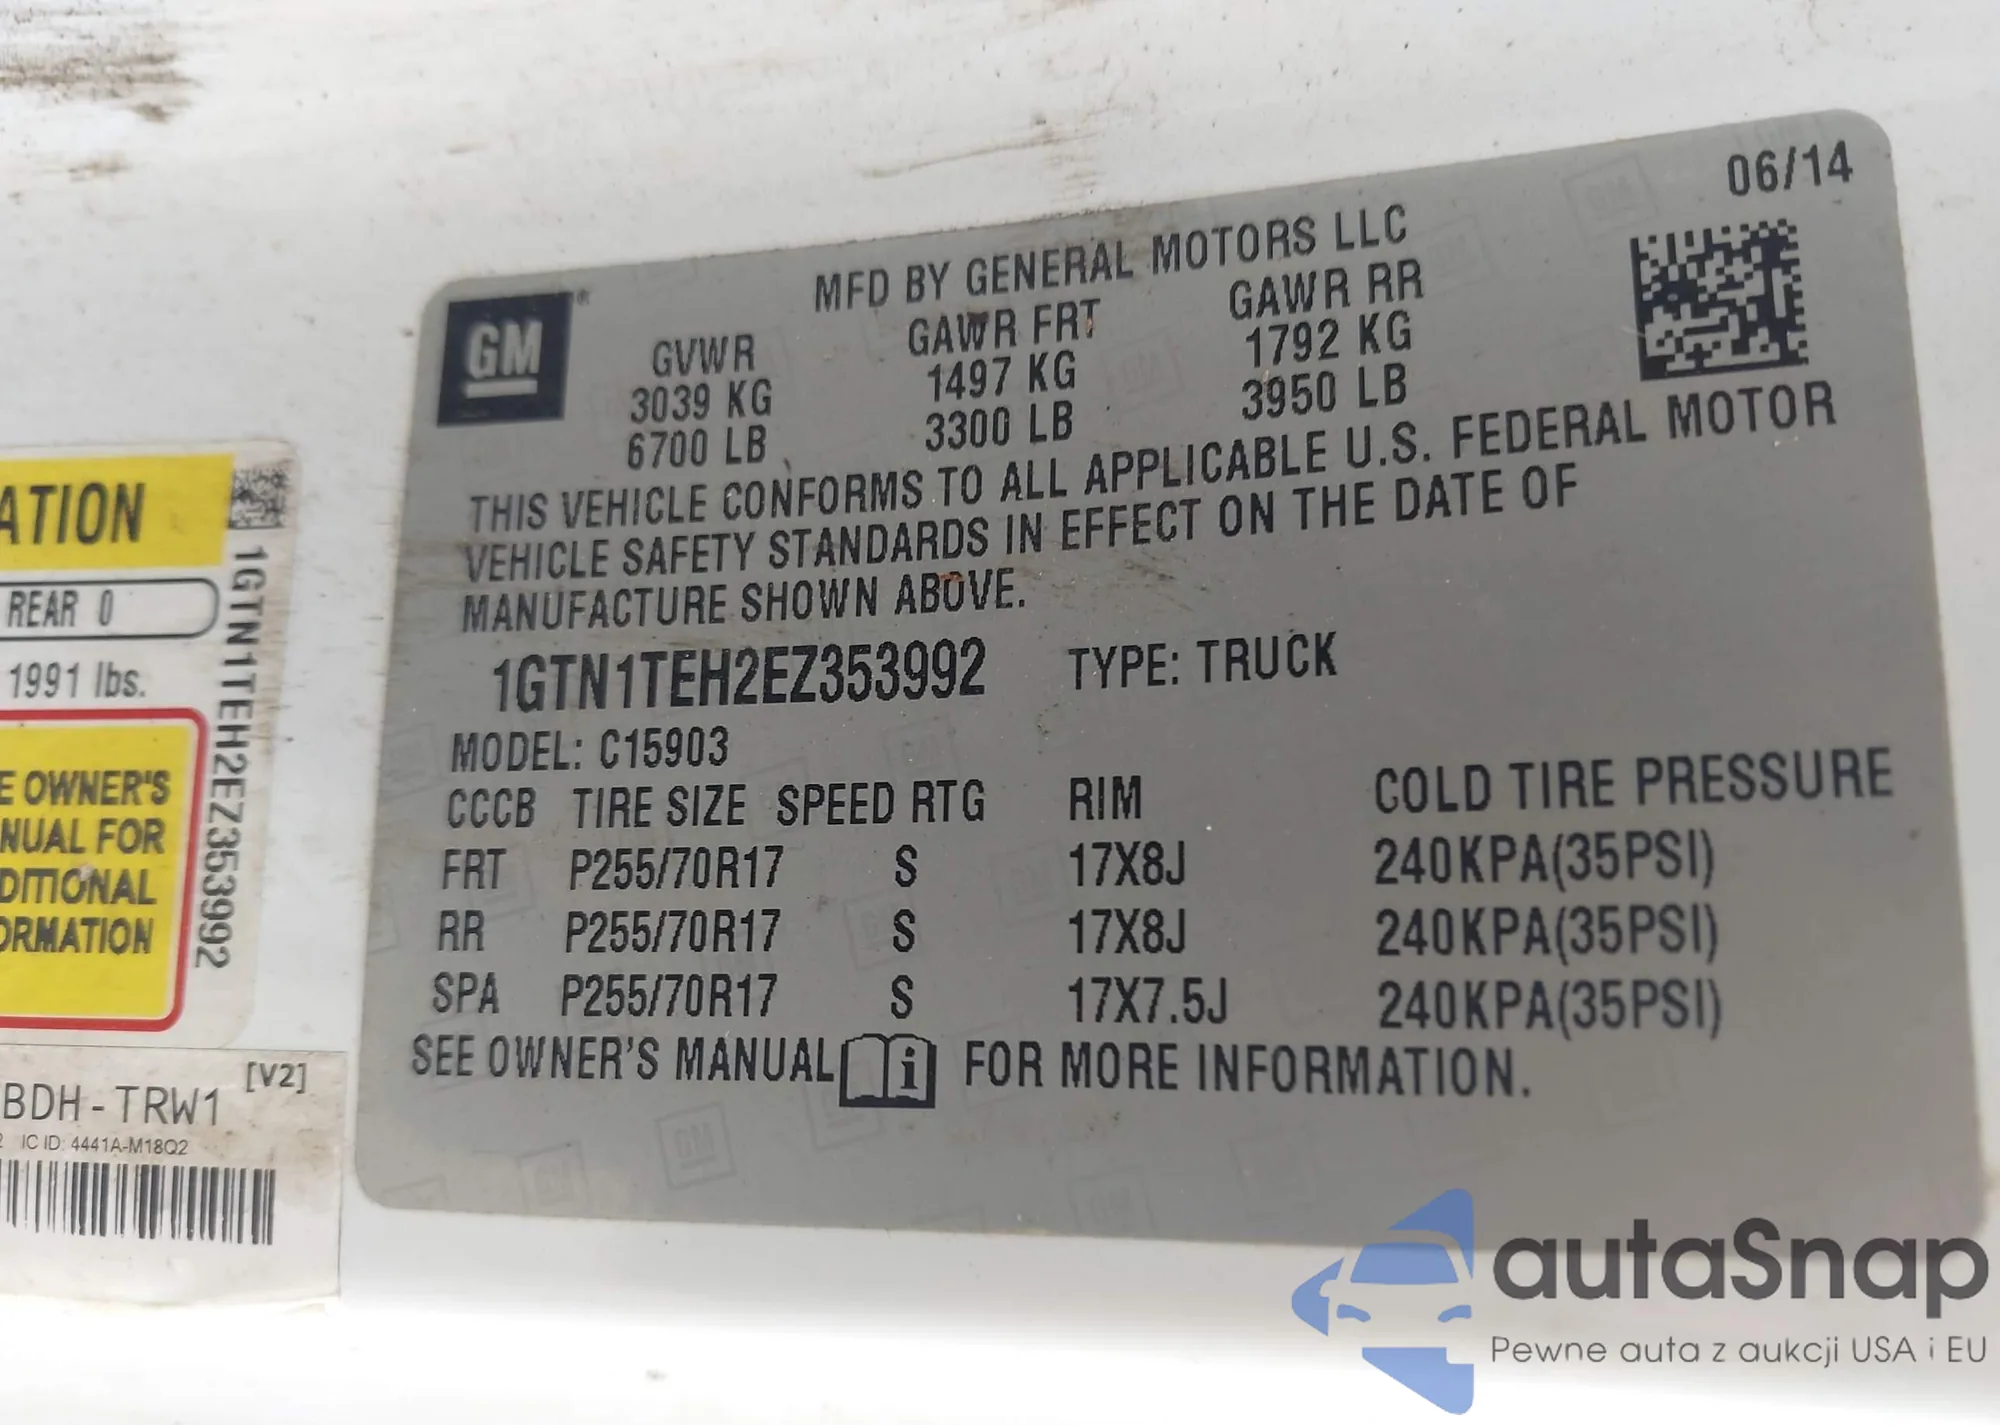 06/14
MFD BY GENERAL MOTORS LLC
GM®
GVWR GAWR FRT GAWR RR
3039 KG 1497 KG 1792 KG
6700 LB 3300 LB 3950 LB
THIS VEHICLE CONFORMS TO ALL APPLICABLE U.S. FEDERAL MOTOR
VEHICLE SAFETY STANDARDS IN EFFECT ON THE DATE OF
MANUFACTURE SHOWN ABOVE.
1GTN1TEH2EZ353992 TYPE: TRUCK
MODEL: C15903
CCCB TIRE SIZE SPEED RTG RIM COLD TIRE PRESSURE
FRT P255/70R17 S 17X8J 240KPA(35PSI)
RR P255/70R17 S 17X8J 240KPA(35PSI)
SPA P255/70R17 S 17X7.5J 240KPA(35PSI)
SEE OWNER'S MANUAL i FOR MORE INFORMATION.
ATION
REAR 0
1991 lbs.
E OWNER'S
NUAL FOR
DITIONAL
ORMATION
1GTN1TEH2EZ353992
[V2]
BDH-TRW1
2 IC ID: 4441A-M18Q2
autaSnap
Pewne auta z aukcji USA i EU